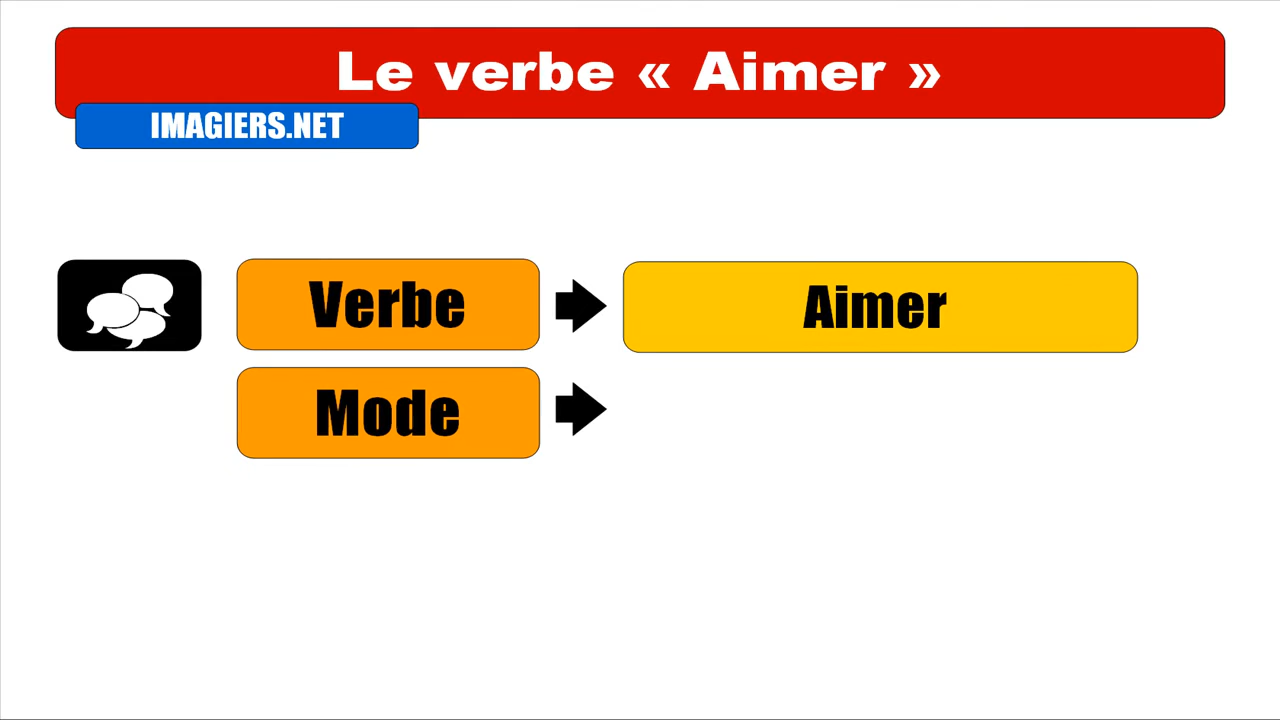 Le verbe « Aimer »
IMAGIERS.NET
Verbe
Aimer
Mode